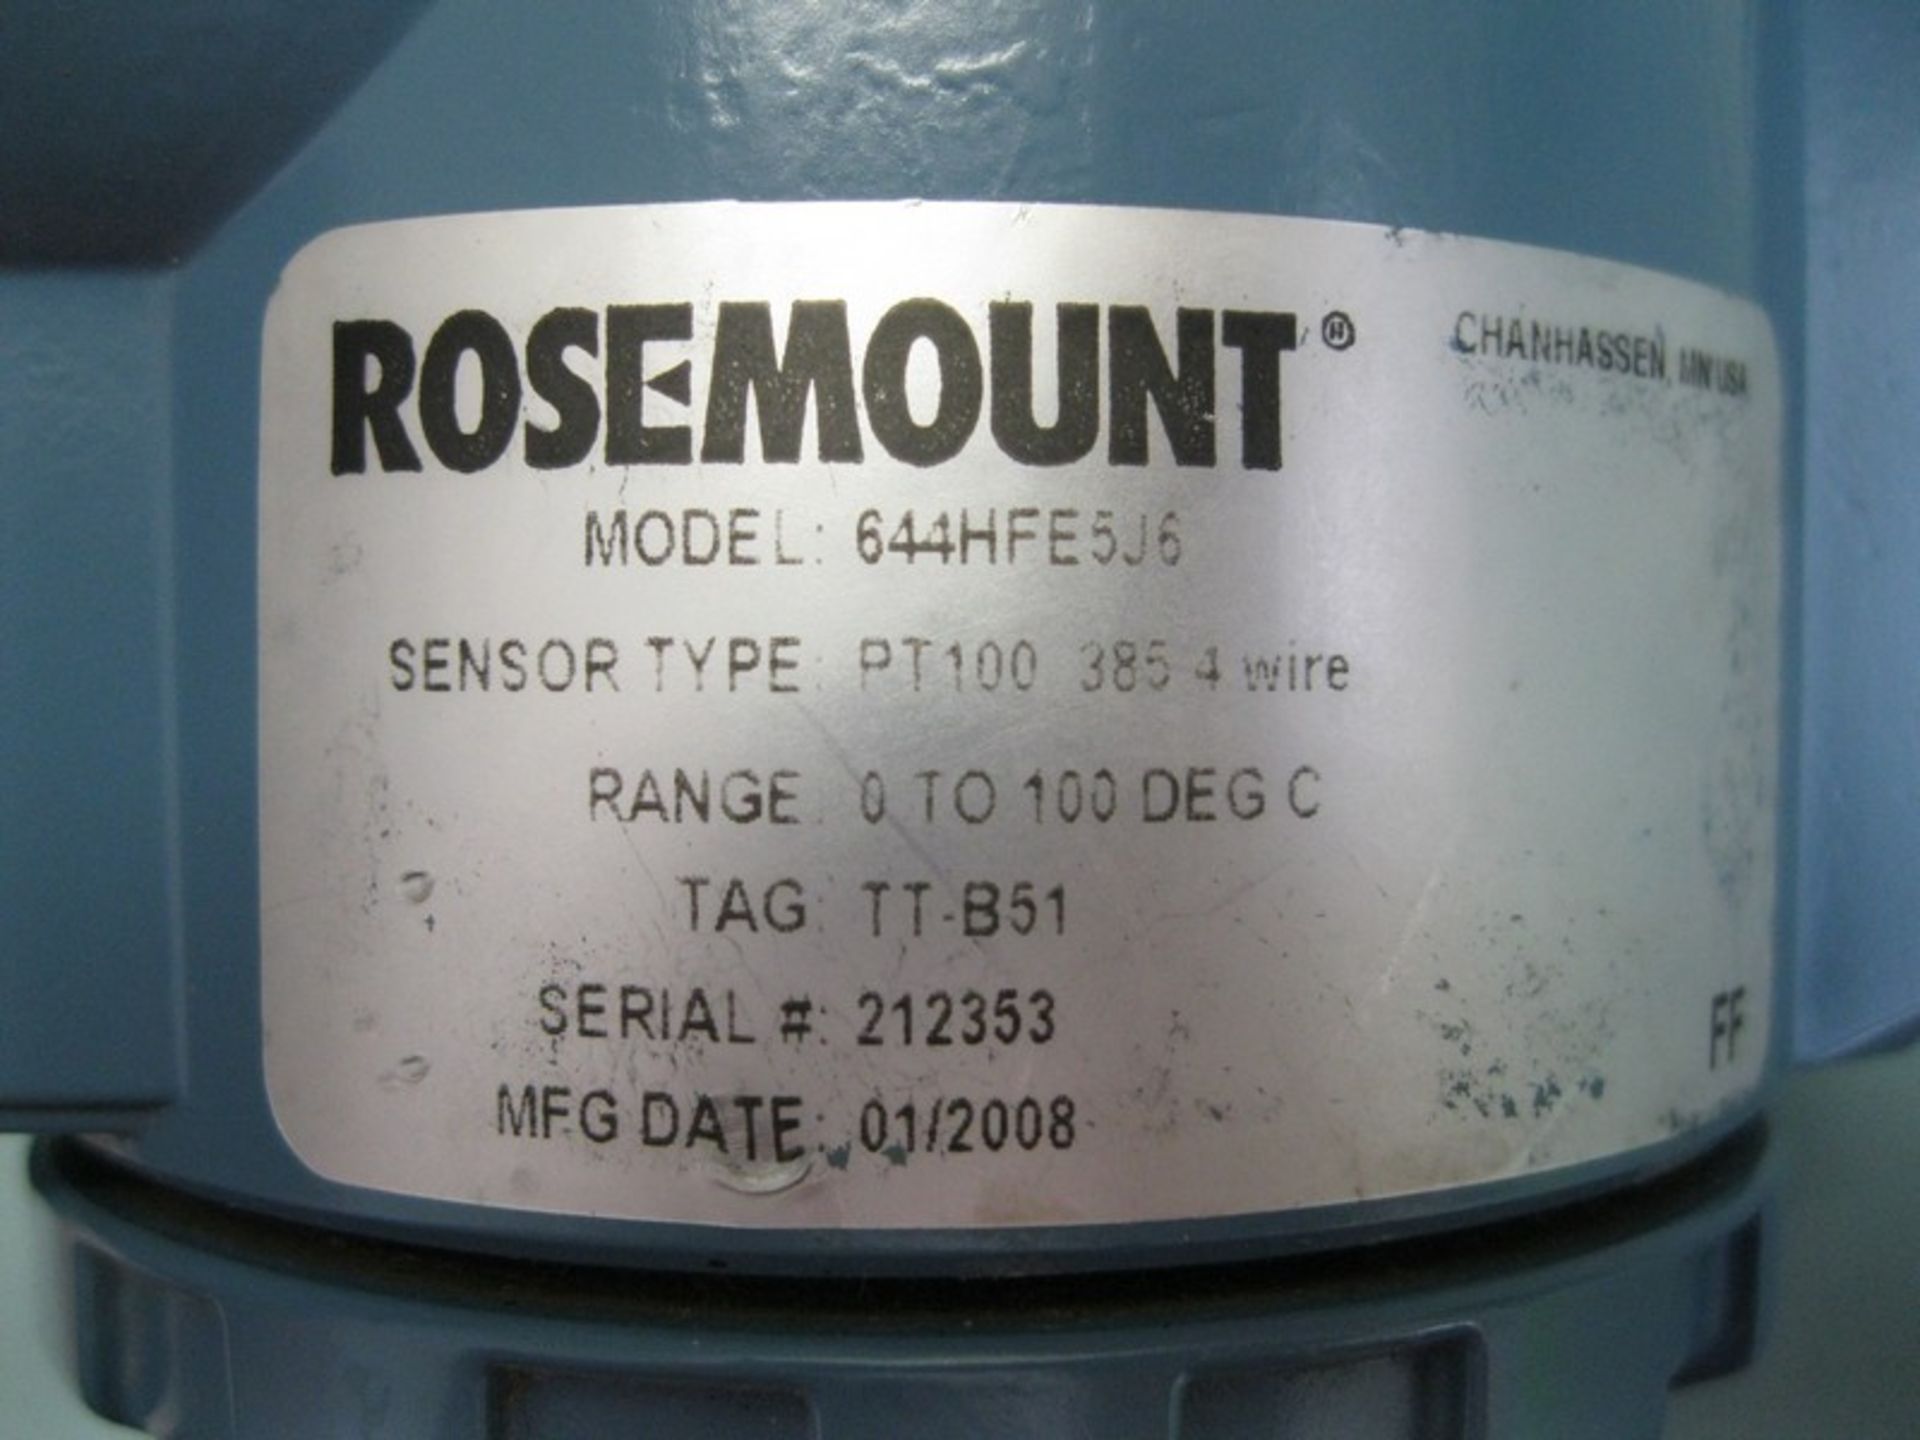 ROSEMOUNT®
CHANHASSEN, MN USA
MODEL: 644HFE5J6
SENSOR TYPE: PT100 385 4 wire
RANGE: 0 TO 100 DEG C
TAG: TT-B51
SERIAL #: 212353
MFG DATE: 01/2008
FF